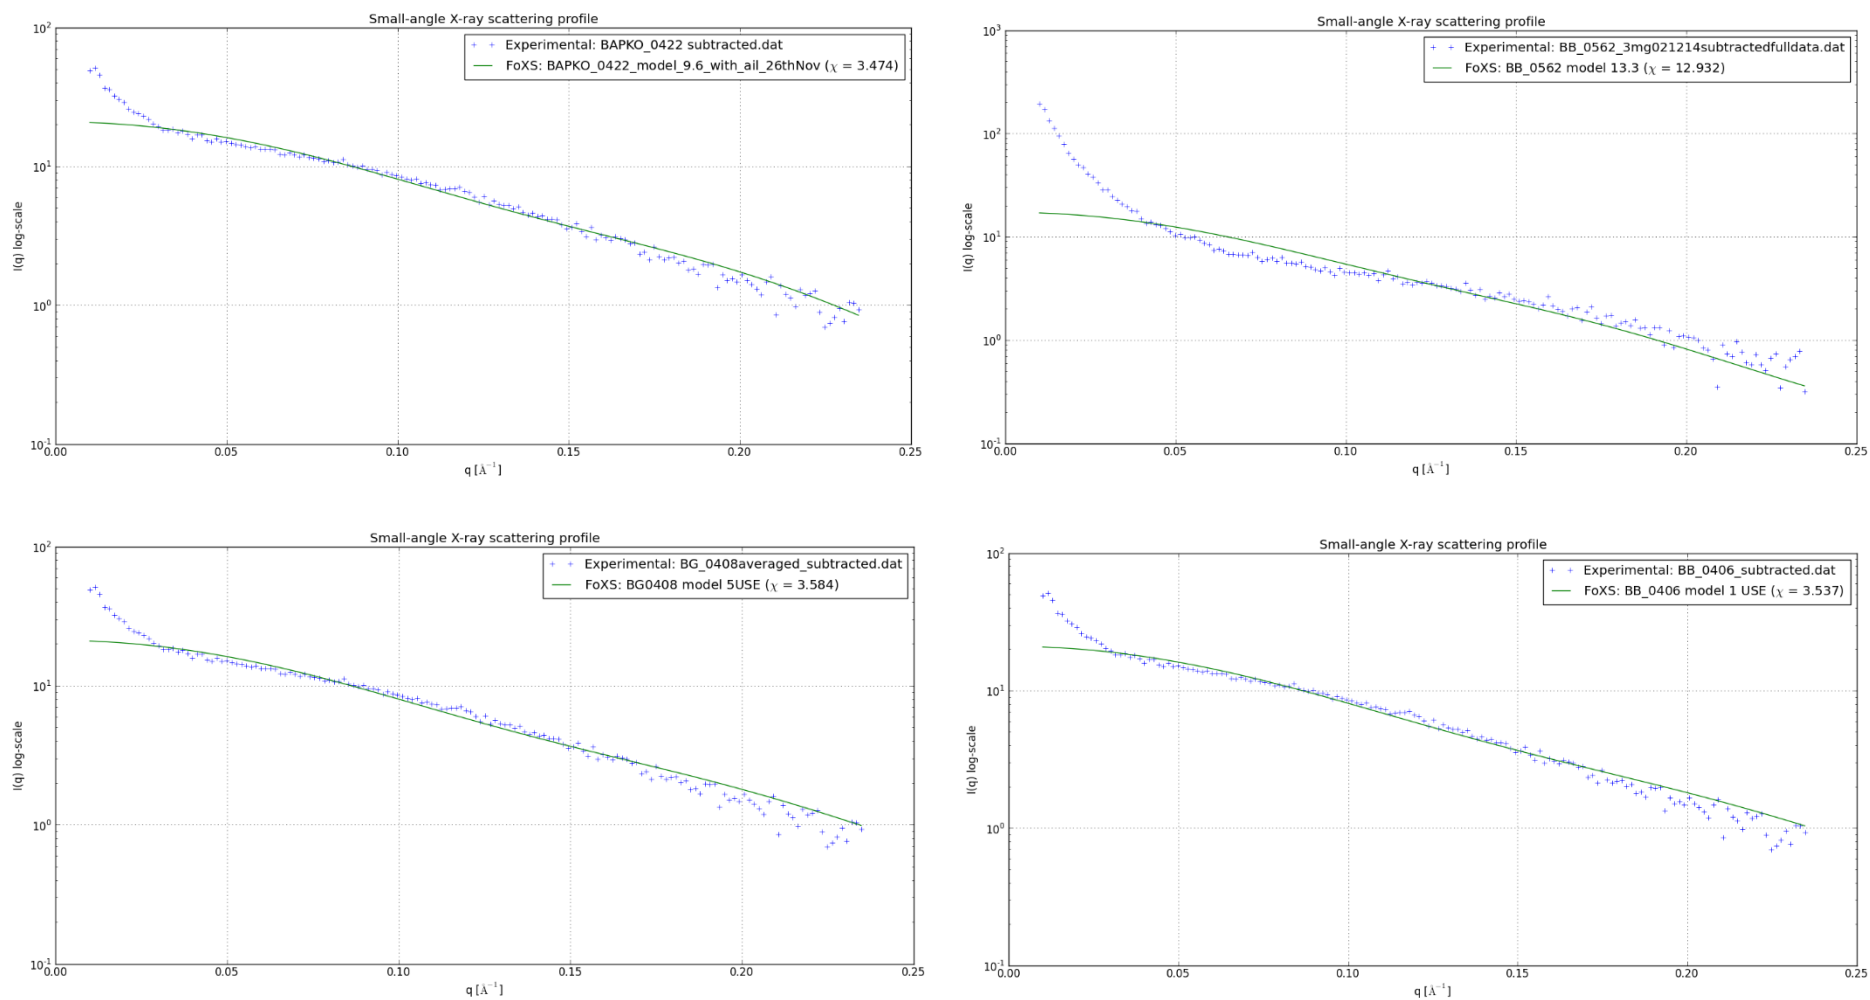 Small-angle X-ray scattering profile
Experimental: BAPKO_0422 subtracted.dat
FoXS: BAPKO_0422_model_9.6_with_ail_26thNov (χ = 3.474)
10²
10¹
10⁰
10⁻¹
I(q) log-scale
0.00 0.05 0.10 0.15 0.20 0.25
q [Å⁻¹]
Small-angle X-ray scattering profile
Experimental: BB_0562_3mg021214subtractedfulldata.dat
FoXS: BB_0562 model 13.3 (χ = 12.932)
10³
10²
10¹
10⁰
10⁻¹
I(q) log-scale
0.00 0.05 0.10 0.15 0.20 0.25
q [Å⁻¹]
Small-angle X-ray scattering profile
Experimental: BG_0408averaged_subtracted.dat
FoXS: BG0408 model 5USE (χ = 3.584)
10²
10¹
10⁰
10⁻¹
I(q) log-scale
0.00 0.05 0.10 0.15 0.20 0.25
q [Å⁻¹]
Small-angle X-ray scattering profile
Experimental: BB_0406_subtracted.dat
FoXS: BB_0406 model 1 USE (χ = 3.537)
10²
10¹
10⁰
10⁻¹
I(q) log-scale
0.00 0.05 0.10 0.15 0.20 0.25
q [Å⁻¹]